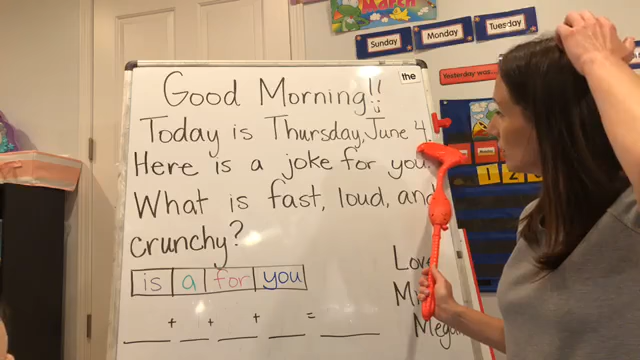 March
Sunday
Monday
Tuesday
Yesterday was...
the
Good Morning!!
Today is Thursday, June 4
Here is a joke for you.
What is fast, loud, and
crunchy?
is a for you
+ + + =
Love
Megan